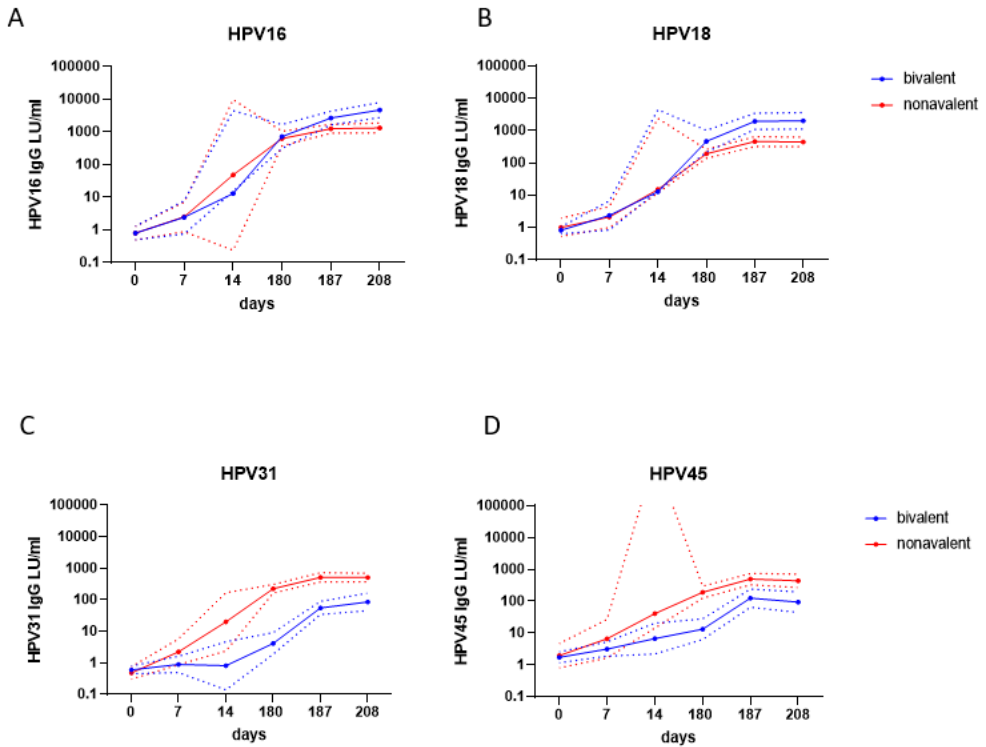 A
HPV16
HPV16 IgG LU/ml
100000
10000
1000
100
10
1
0.1
0 7 14 180 187 208
days
B
HPV18
HPV18 IgG LU/ml
100000
10000
1000
100
10
1
0.1
0 7 14 180 187 208
days
bivalent
nonavalent
C
HPV31
HPV31 IgG LU/ml
100000
10000
1000
100
10
1
0.1
0 7 14 180 187 208
days
D
HPV45
HPV45 IgG LU/ml
100000
10000
1000
100
10
1
0.1
0 7 14 180 187 208
days
bivalent
nonavalent